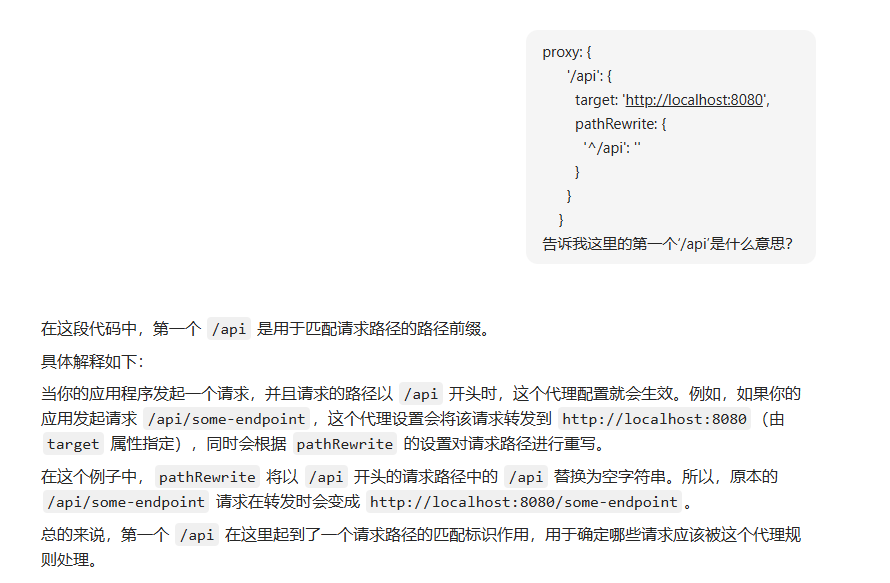 proxy: {
'/api': {
target: 'http://localhost:8080',
pathRewrite: {
'^/api': ''
}
}
}
告诉我这里的第一个‘/api’是什么意思？
在这段代码中，第一个 /api 是用于匹配请求路径的路径前缀。
具体解释如下：
当你的应用程序发起一个请求，并且请求的路径以 /api 开头时，这个代理配置就会生效。例如，如果你的
应用发起请求 /api/some-endpoint ，这个代理设置会将该请求转发到 http://localhost:8080 （由
target 属性指定），同时会根据 pathRewrite 的设置对请求路径进行重写。
在这个例子中， pathRewrite 将以 /api 开头的请求路径中的 /api 替换为空字符串。所以，原本的
/api/some-endpoint 请求在转发时会变成 http://localhost:8080/some-endpoint 。
总的来说，第一个 /api 在这里起到了一个请求路径的匹配标识作用，用于确定哪些请求应该被这个代理规
则处理。